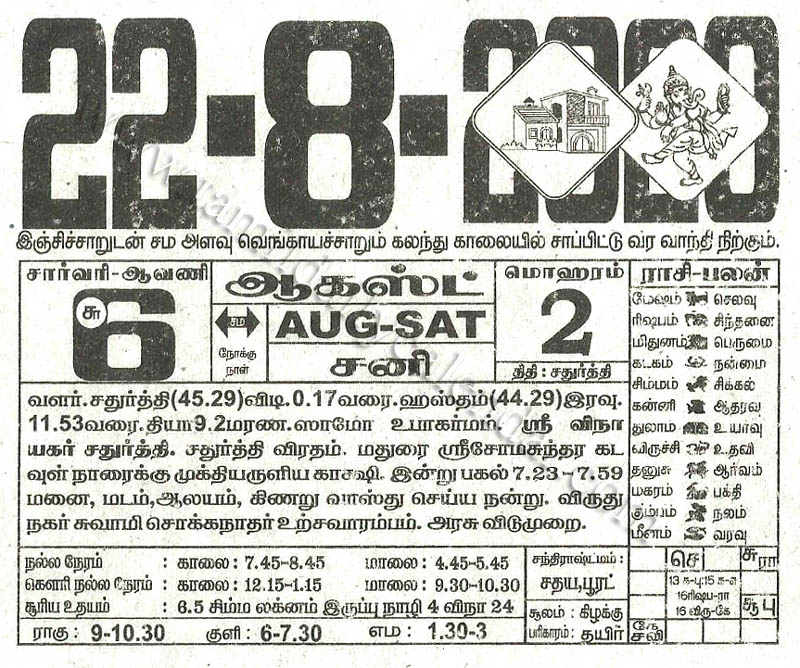 22-8-2020
இஞ்சிச்சாறுடன் சம அளவு வெங்காயச்சாறும் கலந்து காலையில் சாப்பிட்டு வர வாந்தி நிற்கும்.
சார்வரி-ஆவணி
சு
6
ஆகஸ்ட்
சம
நோக்கு
நாள்
AUG-SAT
சனி
மொஹரம்
2
திதி : சதுர்த்தி
ராசி-பலன்
மேஷம் செலவு
ரிஷபம் சிந்தனை
மிதுனம் பெருமை
கடகம் நன்மை
சிம்மம் சிக்கல்
கன்னி ஆதரவு
துலாம் உயர்வு
விருச்சி உதவி
தனுசு ஆர்வம்
மகரம் பக்தி
கும்பம் நலம்
மீனம் வரவு
வளர்.சதுர்த்தி(45.29)விடி0.17வரை.ஹஸ்தம்(44.29)இரவு.
11.53வரை.தியா9.2மரண.ஸாமோ உபாகர்மம். ஸ்ரீ விநா
யகர் சதுர்த்தி. சதுர்த்தி விரதம். மதுரை ஸ்ரீசோமசுந்தர கட
வுள் நாரைக்கு முக்தியருளிய காட்சி. இன்று பகல் 7.23-7.59
மனை, மடம்,ஆலயம், கிணறு வாஸ்து செய்ய நன்று. விருது
நகர் சுவாமி சொக்கநாதர் உற்சவாரம்பம். அரசு விடுமுறை.
நல்ல நேரம் : காலை : 7.45-8.45 மாலை : 4.45-5.45
கௌரி நல்ல நேரம் : காலை : 12.15-1.15 மாலை : 9.30-10.30
சூரிய உதயம் : 6.5 சிம்ம லக்னம் இருப்பு நாழி 4 விநா 24
ராகு : 9-10.30 குளி : 6-7.30 எம : 1.30-3
சந்திராஷ்டமம் :
சதய,பூரட்
சூலம் : கிழக்கு
பரிகாரம் : தயிர்
செ
சு ரா
13 க-பு:15 க-சு
16ரிஷப-ரா
16 விரு-கே
சூ பு
கே
சவி
www.tamildailycalendar.com